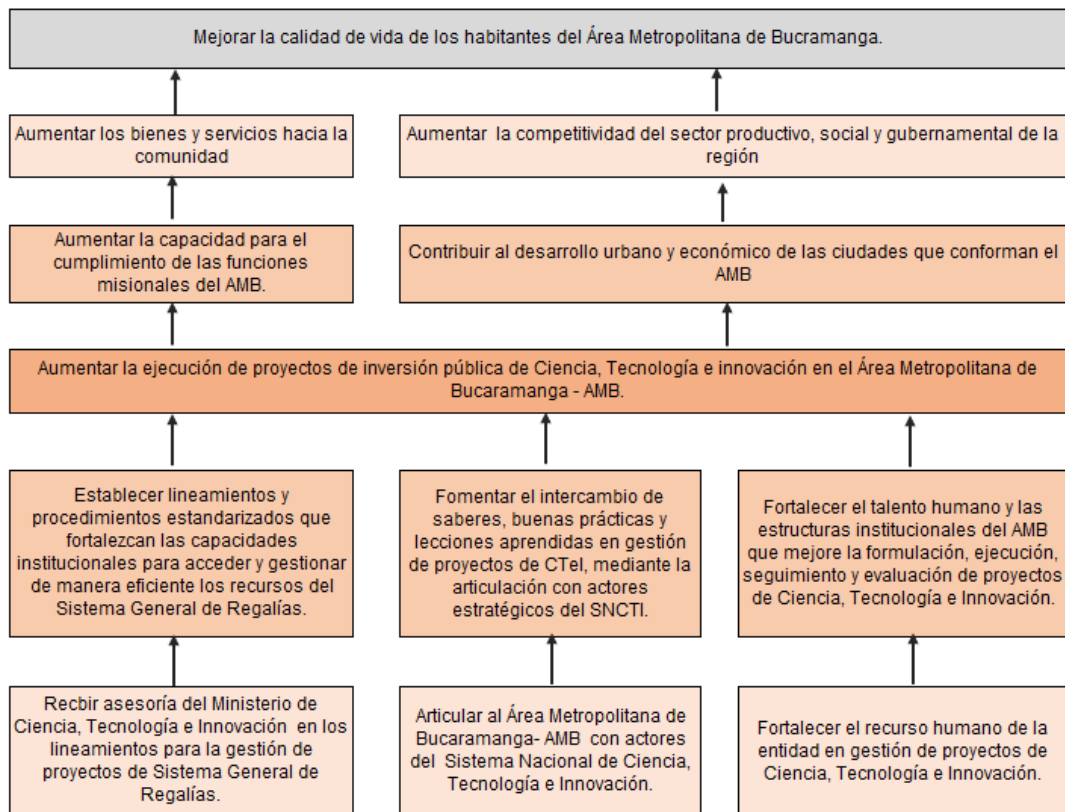 Mejorar la calidad de vida de los habitantes del Área Metropolitana de Bucramanga.
Aumentar los bienes y servicios hacia la
comunidad
Aumentar la competitividad del sector productivo, social y gubernamental de la
región
Aumentar la capacidad para el
cumplimiento de las funciones
misionales del AMB.
Contribuir al desarrollo urbano y económico de las ciudades que conforman el
AMB
Aumentar la ejecución de proyectos de inversión pública de Ciencia, Tecnología e innovación en el Área Metropolitana de
Bucaramanga - AMB.
Establecer lineamientos y
procedimientos estandarizados que
fortalezcan las capacidades
institucionales para acceder y gestionar
de manera eficiente los recursos del
Sistema General de Regalías.
Fomentar el intercambio de
saberes, buenas prácticas y
lecciones aprendidas en gestión
de proyectos de CTeI, mediante la
articulación con actores
estratégicos del SNCTI.
Fortalecer el talento humano y las
estructuras institucionales del AMB
que mejore la formulación, ejecución,
seguimiento y evaluación de proyectos
de Ciencia, Tecnología e Innovación.
Recbir asesoría del Ministerio de
Ciencia, Tecnología e Innovación en los
lineamientos para la gestión de
proyectos de Sistema General de
Regalías.
Articular al Área Metropolitana de
Bucaramanga- AMB con actores
del Sistema Nacional de Ciencia,
Tecnología e Innovación.
Fortalecer el recurso humano de la
entidad en gestión de proyectos de
Ciencia, Tecnología e Innovación.